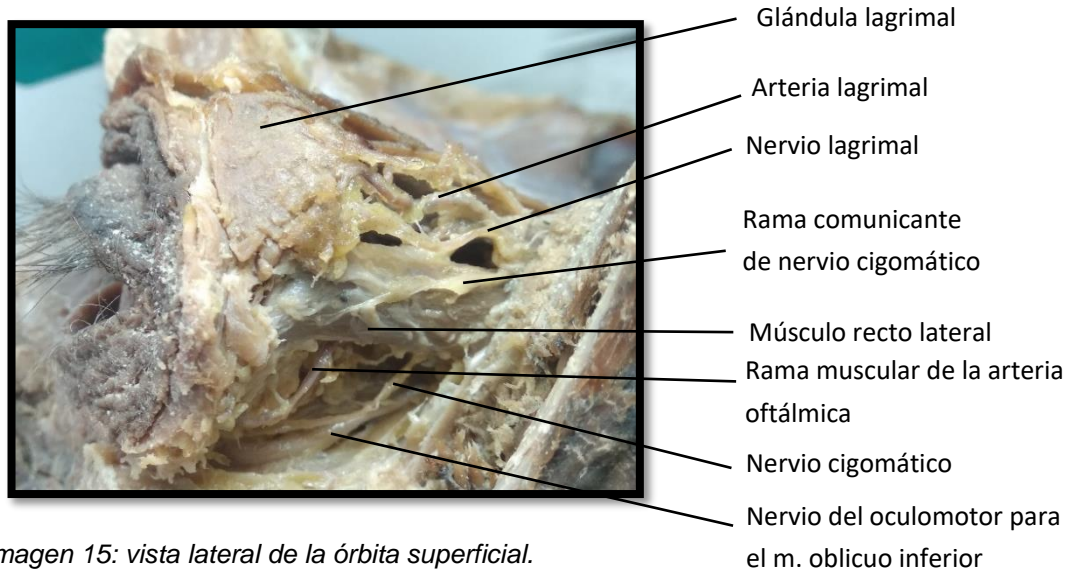 Glándula lagrimal
Arteria lagrimal
Nervio lagrimal
Rama comunicante
de nervio cigomático
Músculo recto lateral
Rama muscular de la arteria
oftálmica
Nervio cigomático
Nervio del oculomotor para
el m. oblicuo inferior
magen 15: vista lateral de la órbita superficial.